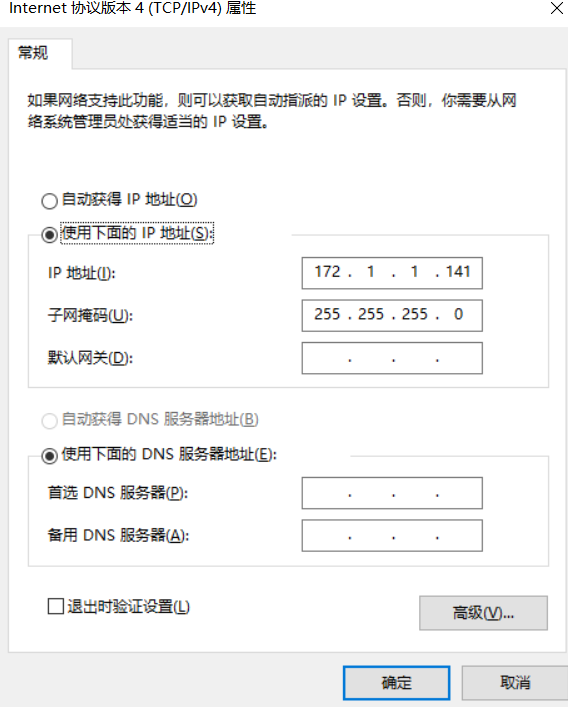 Internet 协议版本 4 (TCP/IPv4) 属性
常规
如果网络支持此功能，则可以获取自动指派的 IP 设置。否则，你需要从网
络系统管理员处获得适当的 IP 设置。
自动获得 IP 地址(O)
使用下面的 IP 地址(S):
IP 地址(I): 172 . 1 . 1 . 141
子网掩码(U): 255 . 255 . 255 . 0
默认网关(D): . . .
自动获得 DNS 服务器地址(B)
使用下面的 DNS 服务器地址(E):
首选 DNS 服务器(P): . . .
备用 DNS 服务器(A): . . .
退出时验证设置(L)
高级(V)...
确定 取消